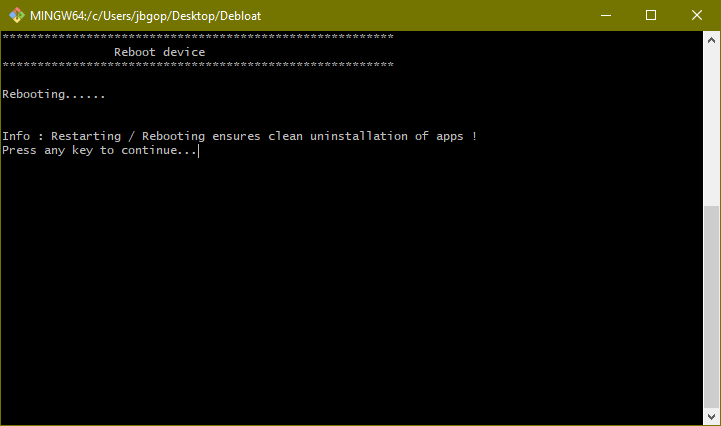 MINGW64:/c/Users/jbgop/Desktop/Debloat
********************************************************
Reboot device
********************************************************
Rebooting......
Info : Restarting / Rebooting ensures clean uninstallation of apps !
Press any key to continue...